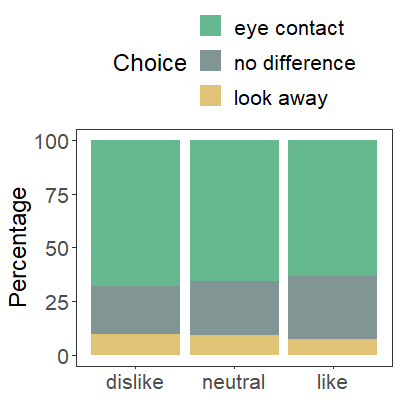 eye contact
Choice no difference
look away
100
75
50
25
0
Percentage
dislike neutral like